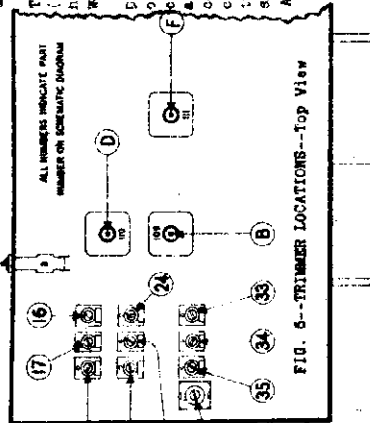 ALL NUMBERS INDICATE PART
NUMBER ON SCHEMATIC DIAGRAM
F
D
B
111
16
17
24
33
34
35
FIG. 6--TRIMMER LOCATIONS--Top View